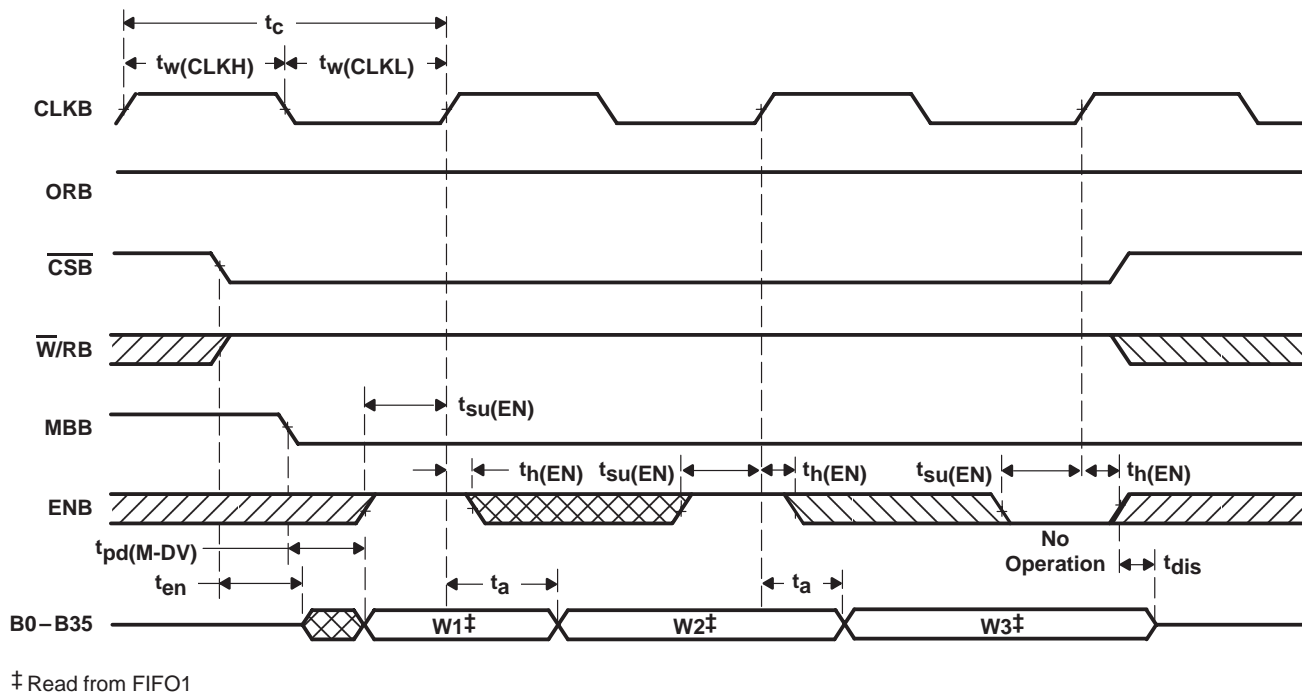 tc
tw(CLKH)
tw(CLKL)
CLKB
ORB
CSB
W/RB
tsu(EN)
MBB
th(EN)
tsu(EN)
th(EN)
tsu(EN)
th(EN)
ENB
tpd(M-DV)
No
Operation
tdis
ten
ta
ta
B0–B35
W1‡
W2‡
W3‡
‡ Read from FIFO1